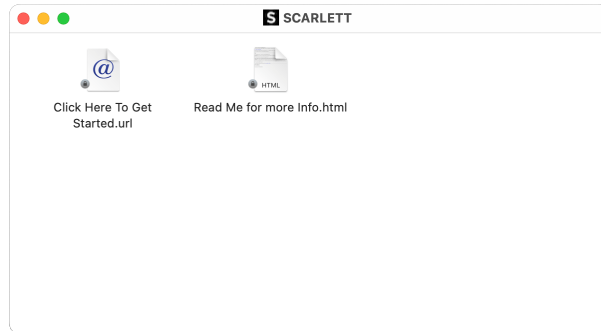 S SCARLETT
@
HTML
Click Here To Get
Started.url
Read Me for more Info.html